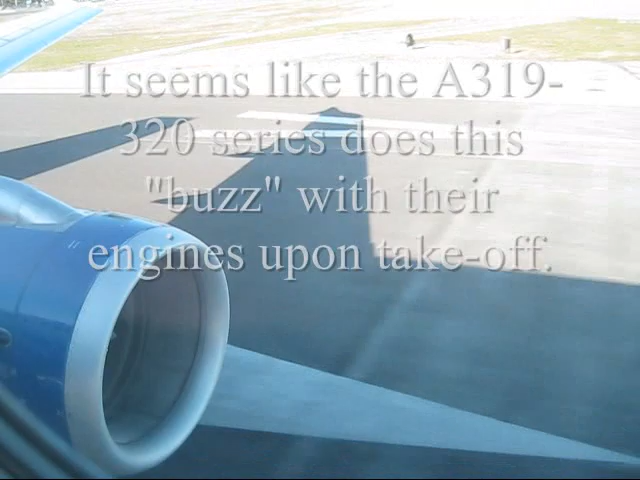 It seems like the A319-
320 series does this
"buzz" with their
engines upon take-off.